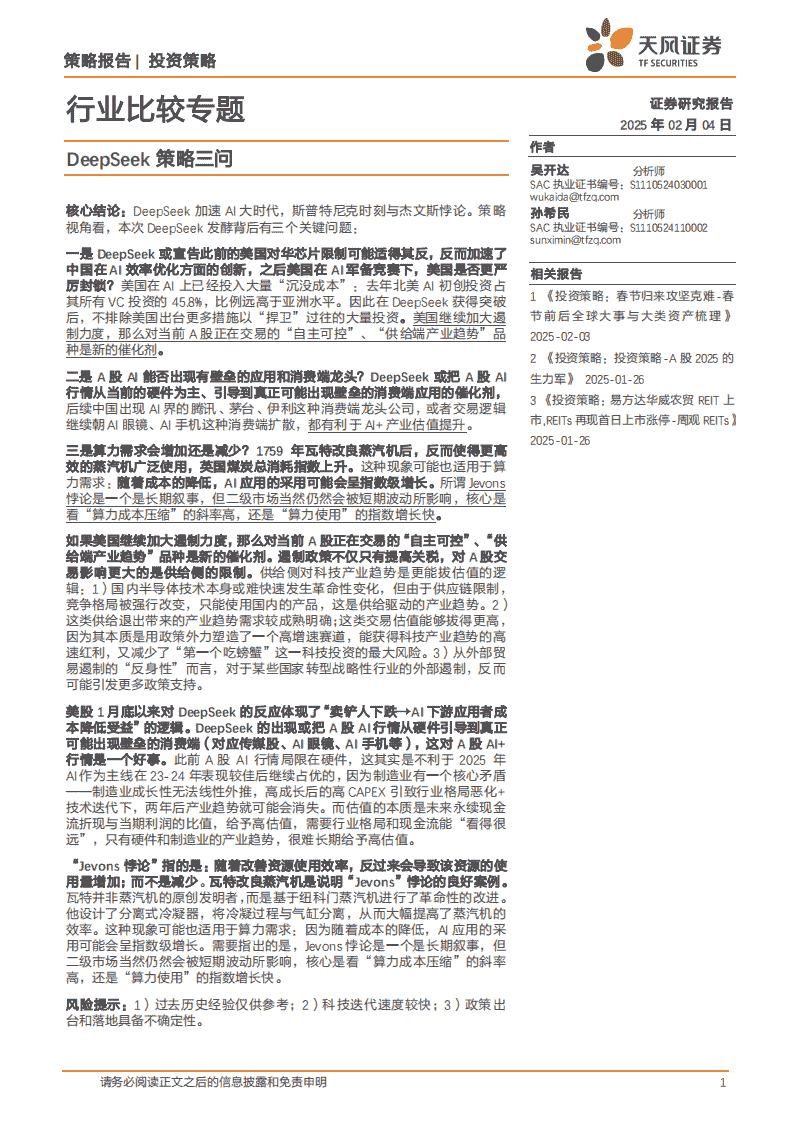 策略报告 | 投资策略
天风证券
TF SECURITIES
行业比较专题
证券研究报告
2025 年 02 月 04 日
DeepSeek 策略三问
作者
吴开达 分析师
SAC 执业证书编号：S1110524030001
wukaida@tfzq.com
孙希民 分析师
SAC 执业证书编号：S1110524110002
sunximin@tfzq.com
相关报告
1 《投资策略：春节归来攻坚克难-春
节前后全球大事与大类资产梳理》
2025-02-03
2 《投资策略：投资策略-A 股 2025 的
生力军》 2025-01-26
3 《投资策略：易方达华威农贸 REIT 上
市,REITs 再现首日上市涨停-周观 REITs》
2025-01-26
核心结论：DeepSeek 加速 AI 大时代，斯普特尼克时刻与杰文斯悖论。策略
视角看，本次 DeepSeek 发酵背后有三个关键问题：
一是 DeepSeek 或宣告此前的美国对华芯片限制可能适得其反，反而加速了
中国在 AI 效率优化方面的创新，之后美国在 AI 军备竞赛下，美国是否更严
厉封锁？美国在 AI 上已经投入大量“沉没成本”：去年北美 AI 初创投资占
其所有 VC 投资的 45.8%，比例远高于亚洲水平。因此在 DeepSeek 获得突破
后，不排除美国出台更多措施以“捍卫”过往的大量投资。美国继续加大遏
制力度，那么对当前 A 股正在交易的“自主可控”、“供给端产业趋势”品
种是新的催化剂。
二是 A 股 AI 能否出现有壁垒的应用和消费端龙头？DeepSeek 或把 A 股 AI
行情从当前的硬件为主、引导到真正可能出现壁垒的消费端应用的催化剂，
后续中国出现 AI 界的腾讯、茅台、伊利这种消费端龙头公司，或者交易逻辑
继续朝 AI 眼镜、AI 手机这种消费端扩散，都有利于 AI+产业估值提升。
三是算力需求会增加还是减少？1759 年瓦特改良蒸汽机后，反而使得更高
效的蒸汽机广泛使用，英国煤炭总消耗指数上升。这种现象可能也适用于算
力需求：随着成本的降低，AI 应用的采用可能会呈指数级增长。所谓 Jevons
悖论是一个是长期叙事，但二级市场当然仍然会被短期波动所影响，核心是
看“算力成本压缩”的斜率高，还是“算力使用”的指数增长快。
如果美国继续加大遏制力度，那么对当前 A 股正在交易的“自主可控”、“供
给端产业趋势”品种是新的催化剂。遏制政策不仅只有提高关税，对 A 股交
易影响更大的是供给侧的限制。供给侧对科技产业趋势是更能拔估值的逻
辑：1）国内半导体技术本身或难快速发生革命性变化，但由于供应链限制，
竞争格局被强行改变，只能使用国内的产品，这是供给驱动的产业趋势。2）
这类供给退出带来的产业趋势需求较成熟明确；这类交易估值能够拔得更高，
因为其本质是用政策外力塑造了一个高增速赛道，能获得科技产业趋势的高
速红利，又减少了“第一个吃螃蟹”这一科技投资的最大风险。3）从外部贸
易遏制的“反身性”而言，对于某些国家转型战略性行业的外部遏制，反而
可能引发更多政策支持。
美股 1 月底以来对 DeepSeek 的反应体现了“卖铲人下跌→AI 下游应用者成
本降低受益”的逻辑。DeepSeek 的出现或把 A 股 AI 行情从硬件引导到真正
可能出现壁垒的消费端（对应传媒股、AI 眼镜、AI 手机等），这对 A 股 AI+
行情是一个好事。此前 A 股 AI 行情局限在硬件，这其实是不利于 2025 年
AI 作为主线在 23-24 年表现较佳后继续占优的，因为制造业有一个核心矛盾
——制造业成长性无法线性外推，高成长后的高 CAPEX 引致行业格局恶化+
技术迭代下，两年后产业趋势就可能会消失。而估值的本质是未来永续现金
流折现与当期利润的比值，给予高估值，需要行业格局和现金流能“看得很
远”，只有硬件和制造业的产业趋势，很难长期给予高估值。
“Jevons 悖论”指的是：随着改善资源使用效率，反过来会导致该资源的使
用量增加；而不是减少。瓦特改良蒸汽机是说明“Jevons”悖论的良好案例。
瓦特并非蒸汽机的原创发明者，而是基于纽科门蒸汽机进行了革命性的改进。
他设计了分离式冷凝器，将冷凝过程与气缸分离，从而大幅提高了蒸汽机的
效率。这种现象可能也适用于算力需求：因为随着成本的降低，AI 应用的采
用可能会呈指数级增长。需要指出的是，Jevons 悖论是一个是长期叙事，但
二级市场当然仍然会被短期波动所影响，核心是看“算力成本压缩”的斜率
高，还是“算力使用”的指数增长快。
风险提示：1）过去历史经验仅供参考；2）科技迭代速度较快；3）政策出
台和落地具备不确定性。
请务必阅读正文之后的信息披露和免责申明
1